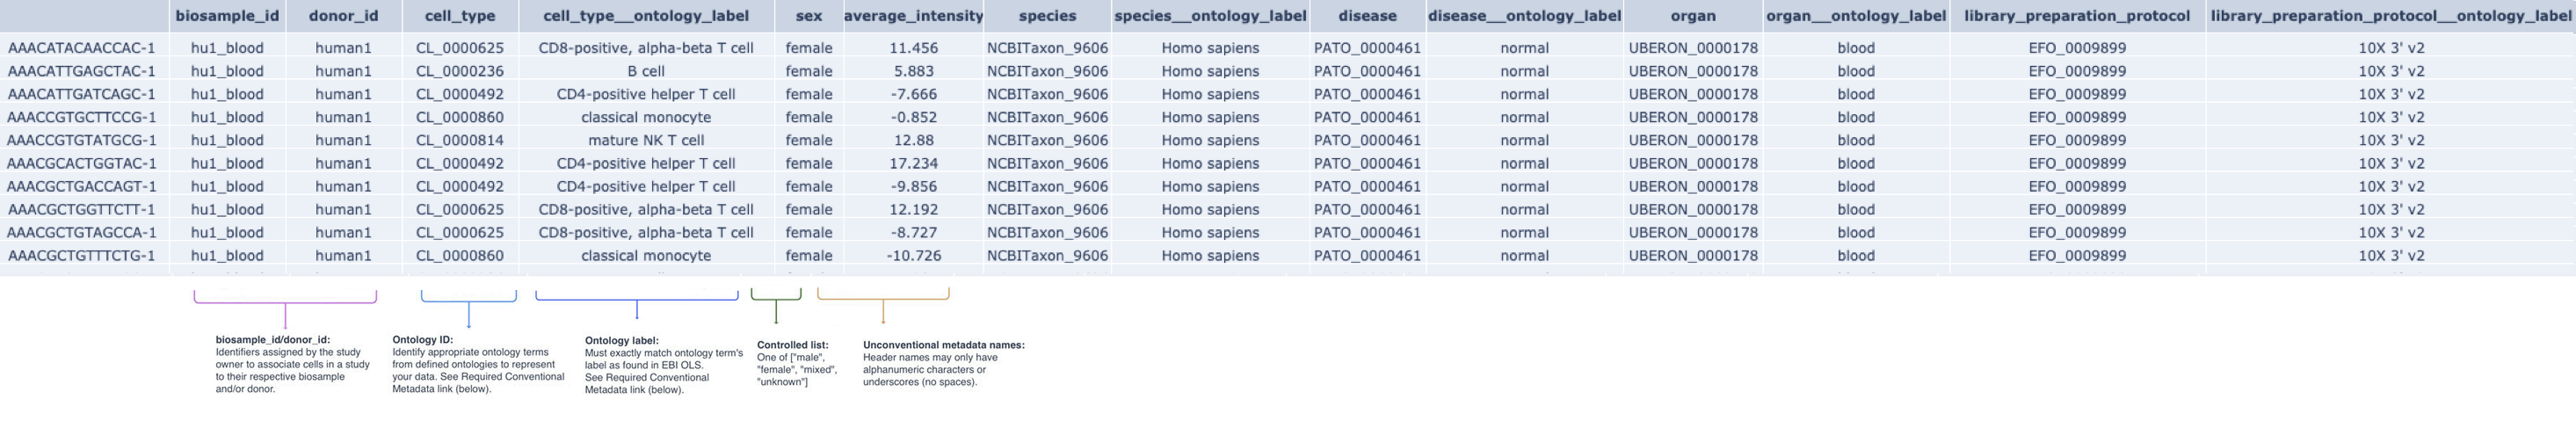 biosample_id donor_id cell_type cell_type__ontology_label sex average_intensity species species__ontology_label disease disease__ontology_label organ organ__ontology_label library_preparation_protocol library_preparation_protocol__ontology_label
AAACATACAACCAC-1 hu1_blood human1 CL_0000625 CD8-positive, alpha-beta T cell female 11.456 NCBITaxon_9606 Homo sapiens PATO_0000461 normal UBERON_0000178 blood EFO_0009899 10X 3' v2
AAACATTGAGCTAC-1 hu1_blood human1 CL_0000236 B cell female 5.883 NCBITaxon_9606 Homo sapiens PATO_0000461 normal UBERON_0000178 blood EFO_0009899 10X 3' v2
AAACATTGATCAGC-1 hu1_blood human1 CL_0000492 CD4-positive helper T cell female -7.666 NCBITaxon_9606 Homo sapiens PATO_0000461 normal UBERON_0000178 blood EFO_0009899 10X 3' v2
AAACCGTGCTTCCG-1 hu1_blood human1 CL_0000860 classical monocyte female -0.852 NCBITaxon_9606 Homo sapiens PATO_0000461 normal UBERON_0000178 blood EFO_0009899 10X 3' v2
AAACCGTGTATGCG-1 hu1_blood human1 CL_0000814 mature NK T cell female 12.88 NCBITaxon_9606 Homo sapiens PATO_0000461 normal UBERON_0000178 blood EFO_0009899 10X 3' v2
AAACGCACTGGTAC-1 hu1_blood human1 CL_0000492 CD4-positive helper T cell female 17.234 NCBITaxon_9606 Homo sapiens PATO_0000461 normal UBERON_0000178 blood EFO_0009899 10X 3' v2
AAACGCTGACCAGT-1 hu1_blood human1 CL_0000492 CD4-positive helper T cell female -9.856 NCBITaxon_9606 Homo sapiens PATO_0000461 normal UBERON_0000178 blood EFO_0009899 10X 3' v2
AAACGCTGGTTCTT-1 hu1_blood human1 CL_0000625 CD8-positive, alpha-beta T cell female 12.192 NCBITaxon_9606 Homo sapiens PATO_0000461 normal UBERON_0000178 blood EFO_0009899 10X 3' v2
AAACGCTGTAGCCA-1 hu1_blood human1 CL_0000625 CD8-positive, alpha-beta T cell female -8.727 NCBITaxon_9606 Homo sapiens PATO_0000461 normal UBERON_0000178 blood EFO_0009899 10X 3' v2
AAACGCTGTTTCTG-1 hu1_blood human1 CL_0000860 classical monocyte female -10.726 NCBITaxon_9606 Homo sapiens PATO_0000461 normal UBERON_0000178 blood EFO_0009899 10X 3' v2
biosample_id/donor_id:
Identifiers assigned by the study
owner to associate cells in a study
to their respective biosample
and/or donor.
Ontology ID:
Identify appropriate ontology terms
from defined ontologies to represent
your data. See Required Conventional
Metadata link (below).
Ontology label:
Must exactly match ontology term's
label as found in EBI OLS.
See Required Conventional
Metadata link (below).
Controlled list:
One of ["male",
"female", "mixed",
"unknown"]
Unconventional metadata names:
Header names may only have
alphanumeric characters or
underscores (no spaces).